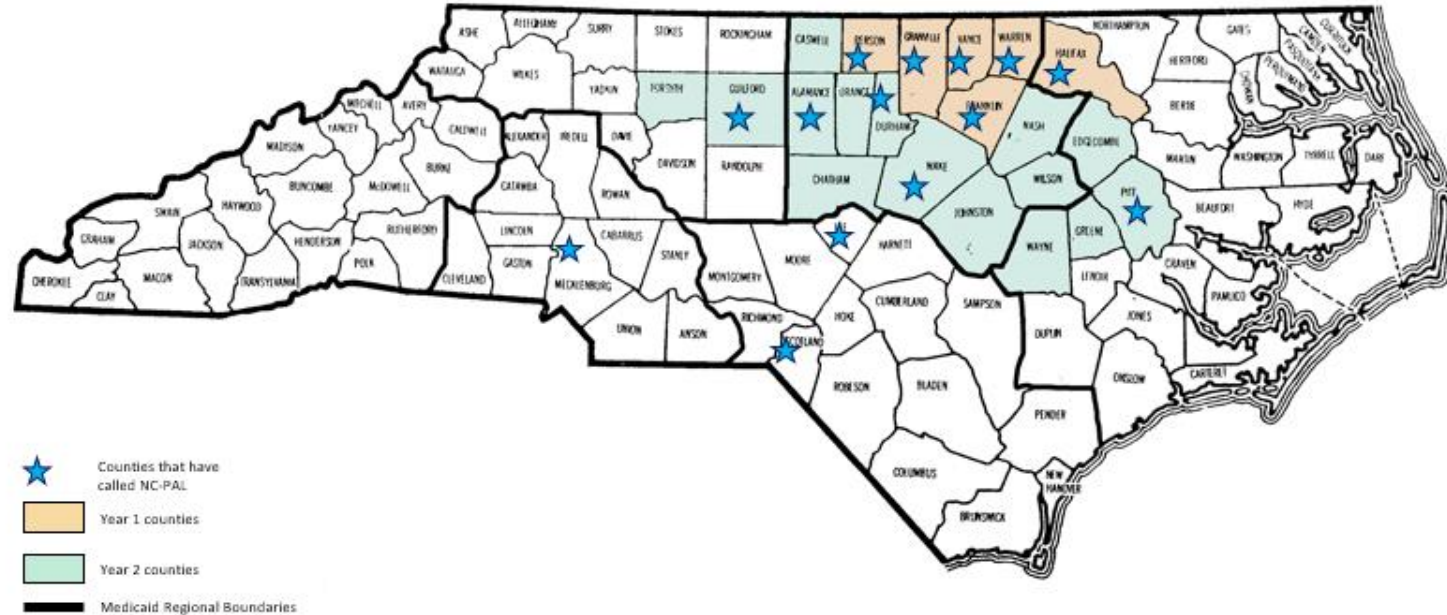 ASHE
ALLEGHANY
SURRY
STOKES
ROCKINGHAM
CASWELL
PERSON
GRANVILLE
VANCE
WARREN
HALIFAX
NORTHAMPTON
GATES
HERTFORD
CAMDEN
CHOWAN
WATAUGA
WILKES
YADKIN
FORSYTH
GUILFORD
ALAMANCE
ORANGE
DURHAM
FRANKLIN
NASH
EDGECOMBE
BERTIE
MITCHELL
AVERY
CALDWELL
ALEXANDER
IREDELL
DAVIE
DAVIDSON
RANDOLPH
CHATHAM
WAKE
WILSON
MARTIN
WASHINGTON
TYRRELL
DARE
MADISON
YANCEY
BURKE
CATAWBA
ROWAN
JOHNSTON
PITT
BEAUFORT
HYDE
SWAIN
HAYWOOD
BUNCOMBE
McDOWELL
GRAHAM
JACKSON
HENDERSON
RUTHERFORD
LINCOLN
CABARRUS
STANLY
MONTGOMERY
MOORE
HARNETT
WAYNE
GREENE
LENOIR
CRAVEN
PAMLICO
CHEROKEE
CLAY
MACON
TRANSYLVANIA
POLK
CLEVELAND
GASTON
MECKLENBURG
UNION
ANSON
RICHMOND
SCOTLAND
HOKE
CUMBERLAND
SAMPSON
DUPLIN
JONES
ONSLOW
CARTERET
ROBESON
BLADEN
PENDER
COLUMBUS
BRUNSWICK
NEW
HANOVER
Counties that have
called NC-PAL
Year 1 counties
Year 2 counties
Medicaid Regional Boundaries